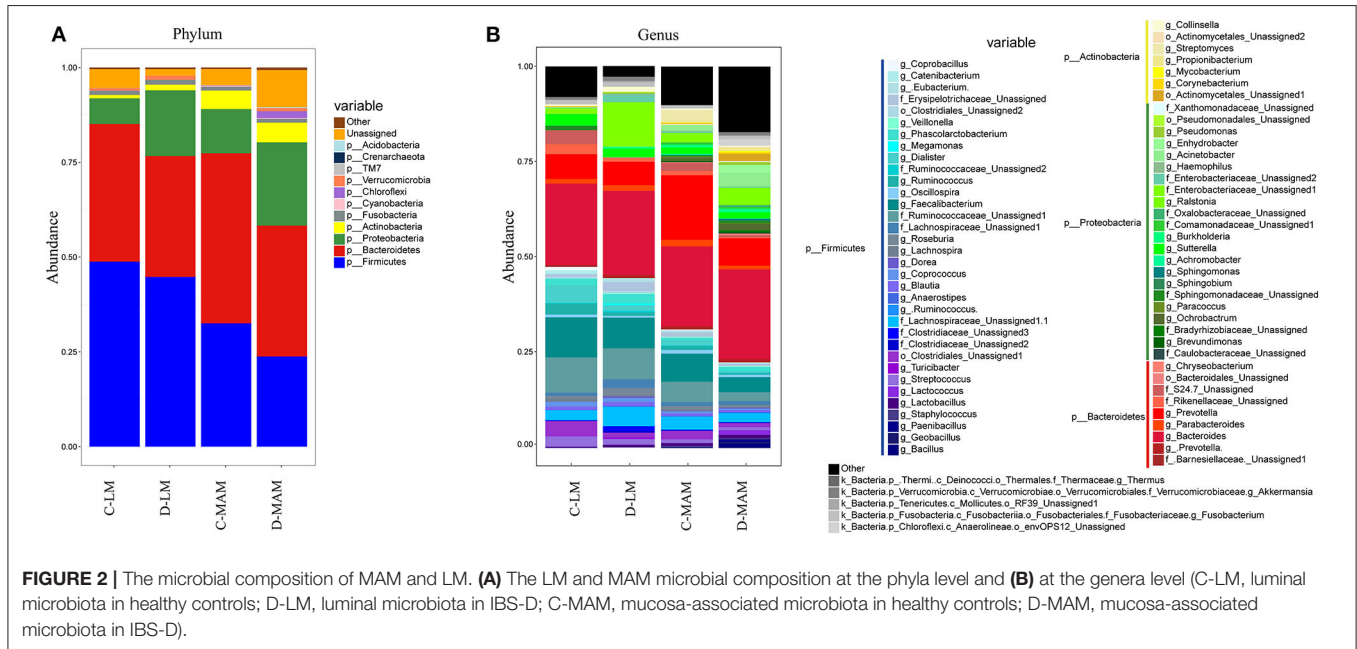 A
Phylum
1.00
0.75
0.50
0.25
0.00
Abundance
C-LM
D-LM
C-MAM
D-MAM
variable
Other
Unassigned
p__Acidobacteria
p__Crenarchaeota
p__TM7
p__Verrucomicrobia
p__Chloroflexi
p__Cyanobacteria
p__Fusobacteria
p__Actinobacteria
p__Proteobacteria
p__Bacteroidetes
p__Firmicutes
B
Genus
1.00
0.75
0.50
0.25
0.00
Abundance
C-LM
D-LM
C-MAM
D-MAM
variable
p__Firmicutes
g_Coprobacillus
g_Catenibacterium
g_.Eubacterium.
f_Erysipelotrichaceae_Unassigned
o_Clostridiales_Unassigned2
g_Veillonella
g_Phascolarctobacterium
g_Megamonas
g_Dialister
f_Ruminococcaceae_Unassigned2
g_Ruminococcus
g_Oscillospira
g_Faecalibacterium
f_Ruminococcaceae_Unassigned1
f_Lachnospiraceae_Unassigned1
g_Roseburia
g_Lachnospira
g_Dorea
g_Coprococcus
g_Blautia
g_Anaerostipes
g_.Ruminococcus.
f_Lachnospiraceae_Unassigned1.1
f_Clostridiaceae_Unassigned3
f_Clostridiaceae_Unassigned2
o_Clostridiales_Unassigned1
g_Turicibacter
g_Streptococcus
g_Lactococcus
g_Lactobacillus
g_Staphylococcus
g_Paenibacillus
g_Geobacillus
g_Bacillus
p__Actinobacteria
g_Collinsella
o_Actinomycetales_Unassigned2
g_Streptomyces
g_Propionibacterium
g_Mycobacterium
g_Corynebacterium
o_Actinomycetales_Unassigned1
p__Proteobacteria
f_Xanthomonadaceae_Unassigned
o_Pseudomonadales_Unassigned
g_Pseudomonas
g_Enhydrobacter
g_Acinetobacter
g_Haemophilus
f_Enterobacteriaceae_Unassigned2
f_Enterobacteriaceae_Unassigned1
g_Ralstonia
f_Oxalobacteraceae_Unassigned
f_Comamonadaceae_Unassigned1
g_Burkholderia
g_Sutterella
g_Achromobacter
g_Sphingomonas
g_Sphingobium
f_Sphingomonadaceae_Unassigned
g_Paracoccus
g_Ochrobactrum
f_Bradyrhizobiaceae_Unassigned
g_Brevundimonas
f_Caulobacteraceae_Unassigned
p__Bacteroidetes
g_Chryseobacterium
o_Bacteroidales_Unassigned
f_S24.7_Unassigned
f_Rikenellaceae_Unassigned
g_Prevotella
g_Parabacteroides
g_Bacteroides
g_.Prevotella.
f_.Barnesiellaceae._Unassigned1
Other
k_Bacteria.p_.Thermi..c_Deinococci.o_Thermales.f_Thermaceae.g_Thermus
k_Bacteria.p_Verrucomicrobia.c_Verrucomicrobiae.o_Verrucomicrobiales.f_Verrucomicrobiaceae.g_Akkermansia
k_Bacteria.p_Tenericutes.c_Mollicutes.o_RF39_Unassigned1
k_Bacteria.p_Fusobacteria.c_Fusobacteriia.o_Fusobacteriales.f_Fusobacteriaceae.g_Fusobacterium
k_Bacteria.p_Chloroflexi.c_Anaerolineae.o_envOPS12_Unassigned
FIGURE 2 | The microbial composition of MAM and LM. (A) The LM and MAM microbial composition at the phyla level and (B) at the genera level (C-LM, luminal
microbiota in healthy controls; D-LM, luminal microbiota in IBS-D; C-MAM, mucosa-associated microbiota in healthy controls; D-MAM, mucosa-associated
microbiota in IBS-D).